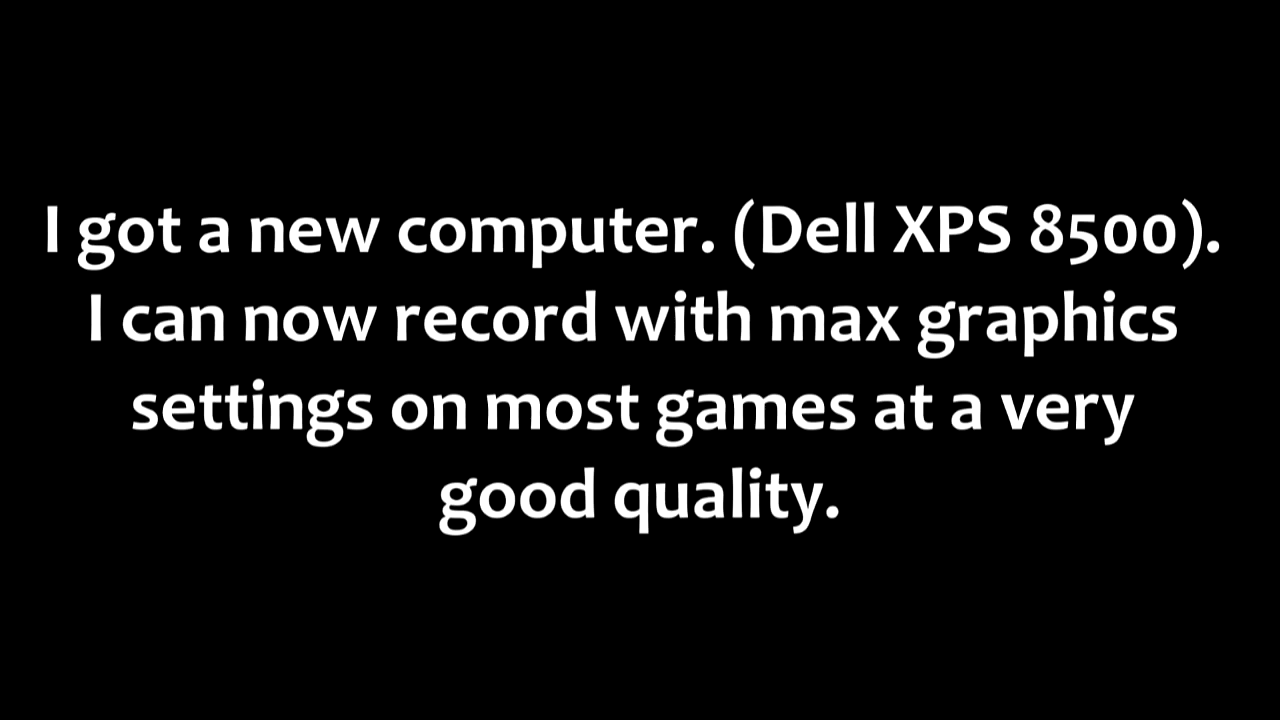 I got a new computer. (Dell XPS 8500).
I can now record with max graphics
settings on most games at a very
good quality.